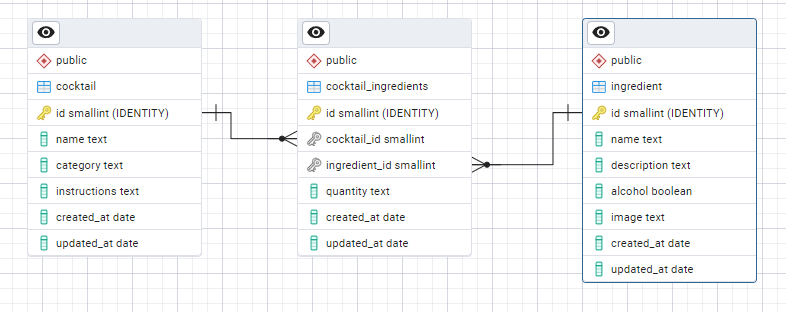 public
cocktail
id smallint (IDENTITY)
name text
category text
instructions text
created_at date
updated_at date
public
cocktail_ingredients
id smallint (IDENTITY)
cocktail_id smallint
ingredient_id smallint
quantity text
created_at date
updated_at date
public
ingredient
id smallint (IDENTITY)
name text
description text
alcohol boolean
image text
created_at date
updated_at date